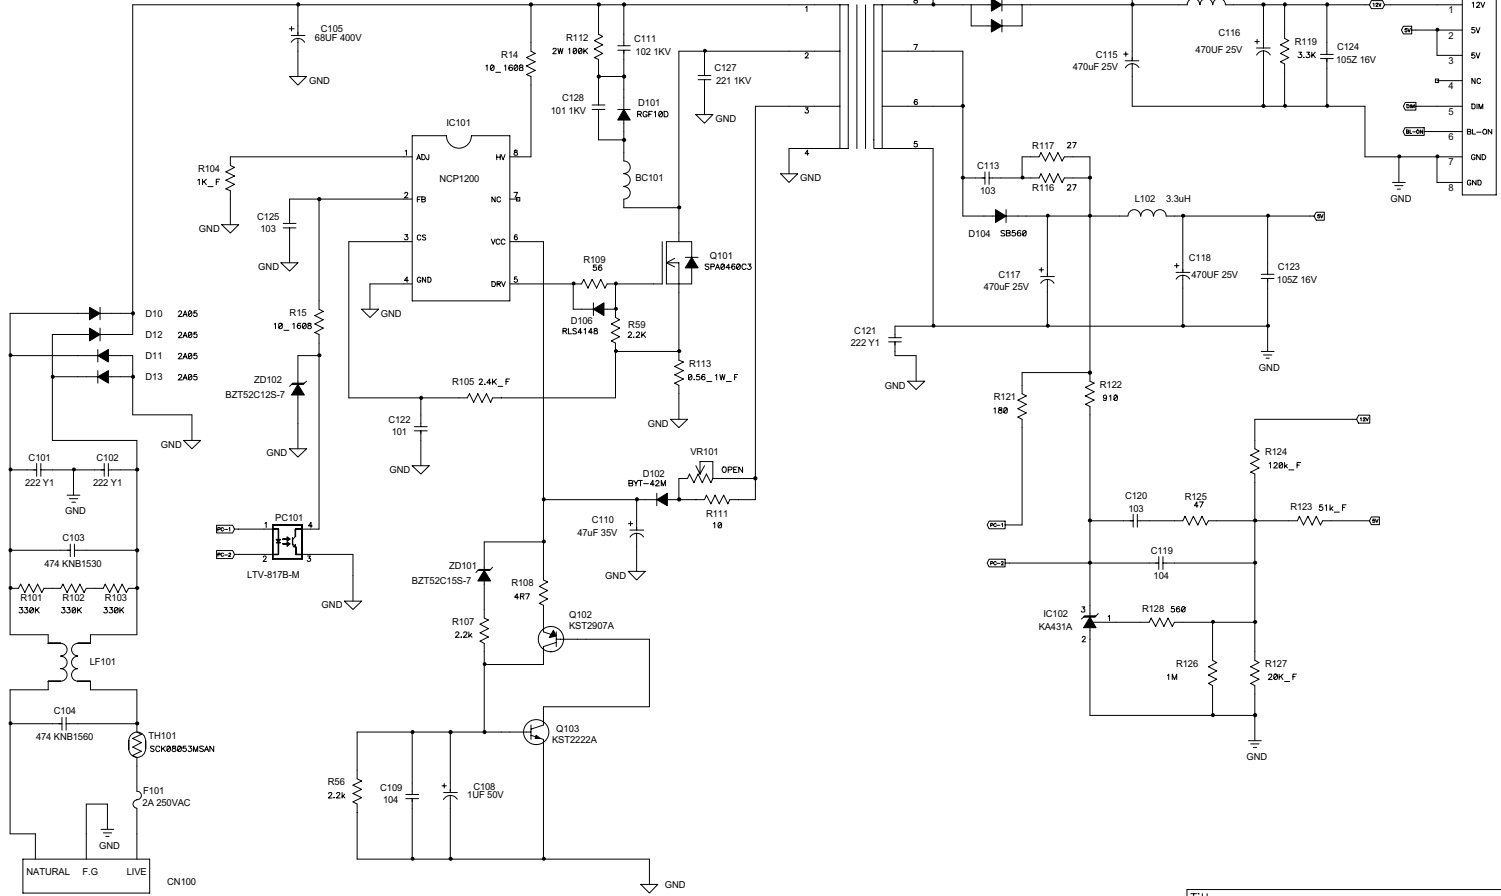 C105
68UF 400V
GND
R14
10_1608
R112
2W 100K
C111
102 1KV
C128
101 1KV
D101
RGF10D
BC101
C127
221 1KV
GND
1
2
3
4
GND
8
7
6
5
C115
470uF 25V
C116
470UF 25V
R119
3.3K
C124
105Z 16V
12V
5V
DIM
BL-ON
1
2
3
4
5
6
7
8
12V
5V
5V
NC
DIM
BL-ON
GND
GND
GND
IC101
NCP1200
1
ADJ
2
FB
3
CS
4
GND
HV
8
NC
7
VCC
6
DRV
5
R104
1K_F
GND
C125
103
GND
GND
R117
27
R116
27
C113
103
D104
SB560
L102
3.3uH
5V
C117
470uF 25V
C118
470UF 25V
C123
105Z 16V
GND
C121
222 Y1
GND
Q101
SPA0460C3
R109
56
D106
RLS4148
R59
2.2K
R113
0.56_1W_F
GND
D10
2A05
D12
2A05
D11
2A05
D13
2A05
GND
R15
10_1608
ZD102
BZT52C12S-7
GND
R105
2.4K_F
C122
101
GND
R121
180
R122
910
12V
R124
120k_F
R123
51k_F
5V
C120
103
R125
47
C119
104
PC-1
PC-2
IC102
KA431A
3
1
2
R128
560
R126
1M
R127
20K_F
GND
C101
222 Y1
C102
222 Y1
GND
C103
474 KNB1530
R101
330K
R102
330K
R103
330K
LF101
C104
474 KNB1560
TH101
SCK08053MSAN
F101
2A 250VAC
GND
NATURAL
F.G
LIVE
CN100
PC-1
PC-2
PC101
1
2
4
3
LTV-817B-M
GND
VR101
OPEN
D102
BYT-42M
R111
10
C110
47uF 35V
GND
ZD101
BZT52C15S-7
R108
4R7
R107
2.2k
Q102
KST2907A
Q103
KST2222A
R56
2.2k
C109
104
C108
1UF 50V
GND